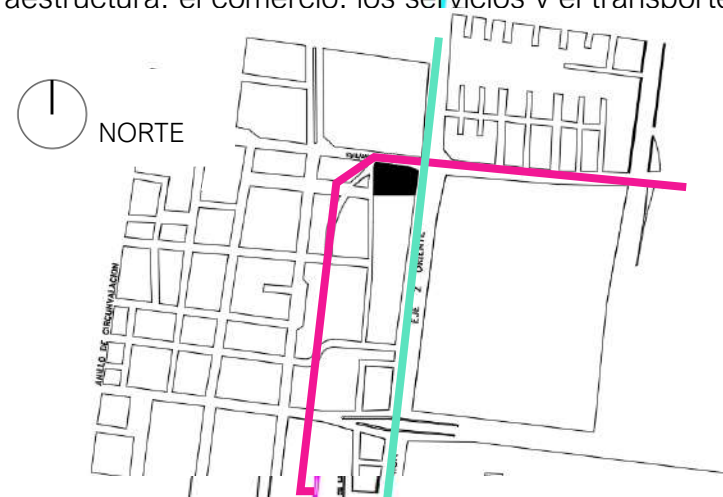 aestructura. el comercio. los servicios y el transporte
NORTE
EJE 2 ORIENTE
ANILLO DE CIRCUNVALACION